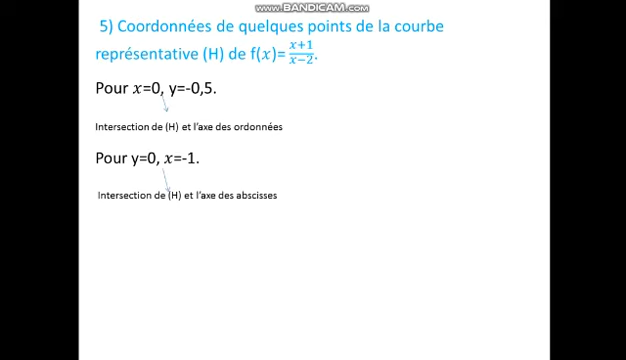 www.BANDICAM.com
5) Coordonnées de quelques points de la courbe
représentative (H) de f(x)= \frac{x+1}{x-2}.
Pour x=0, y=-0,5.
Intersection de (H) et l'axe des ordonnées
Pour y=0, x=-1.
Intersection de (H) et l'axe des abscisses